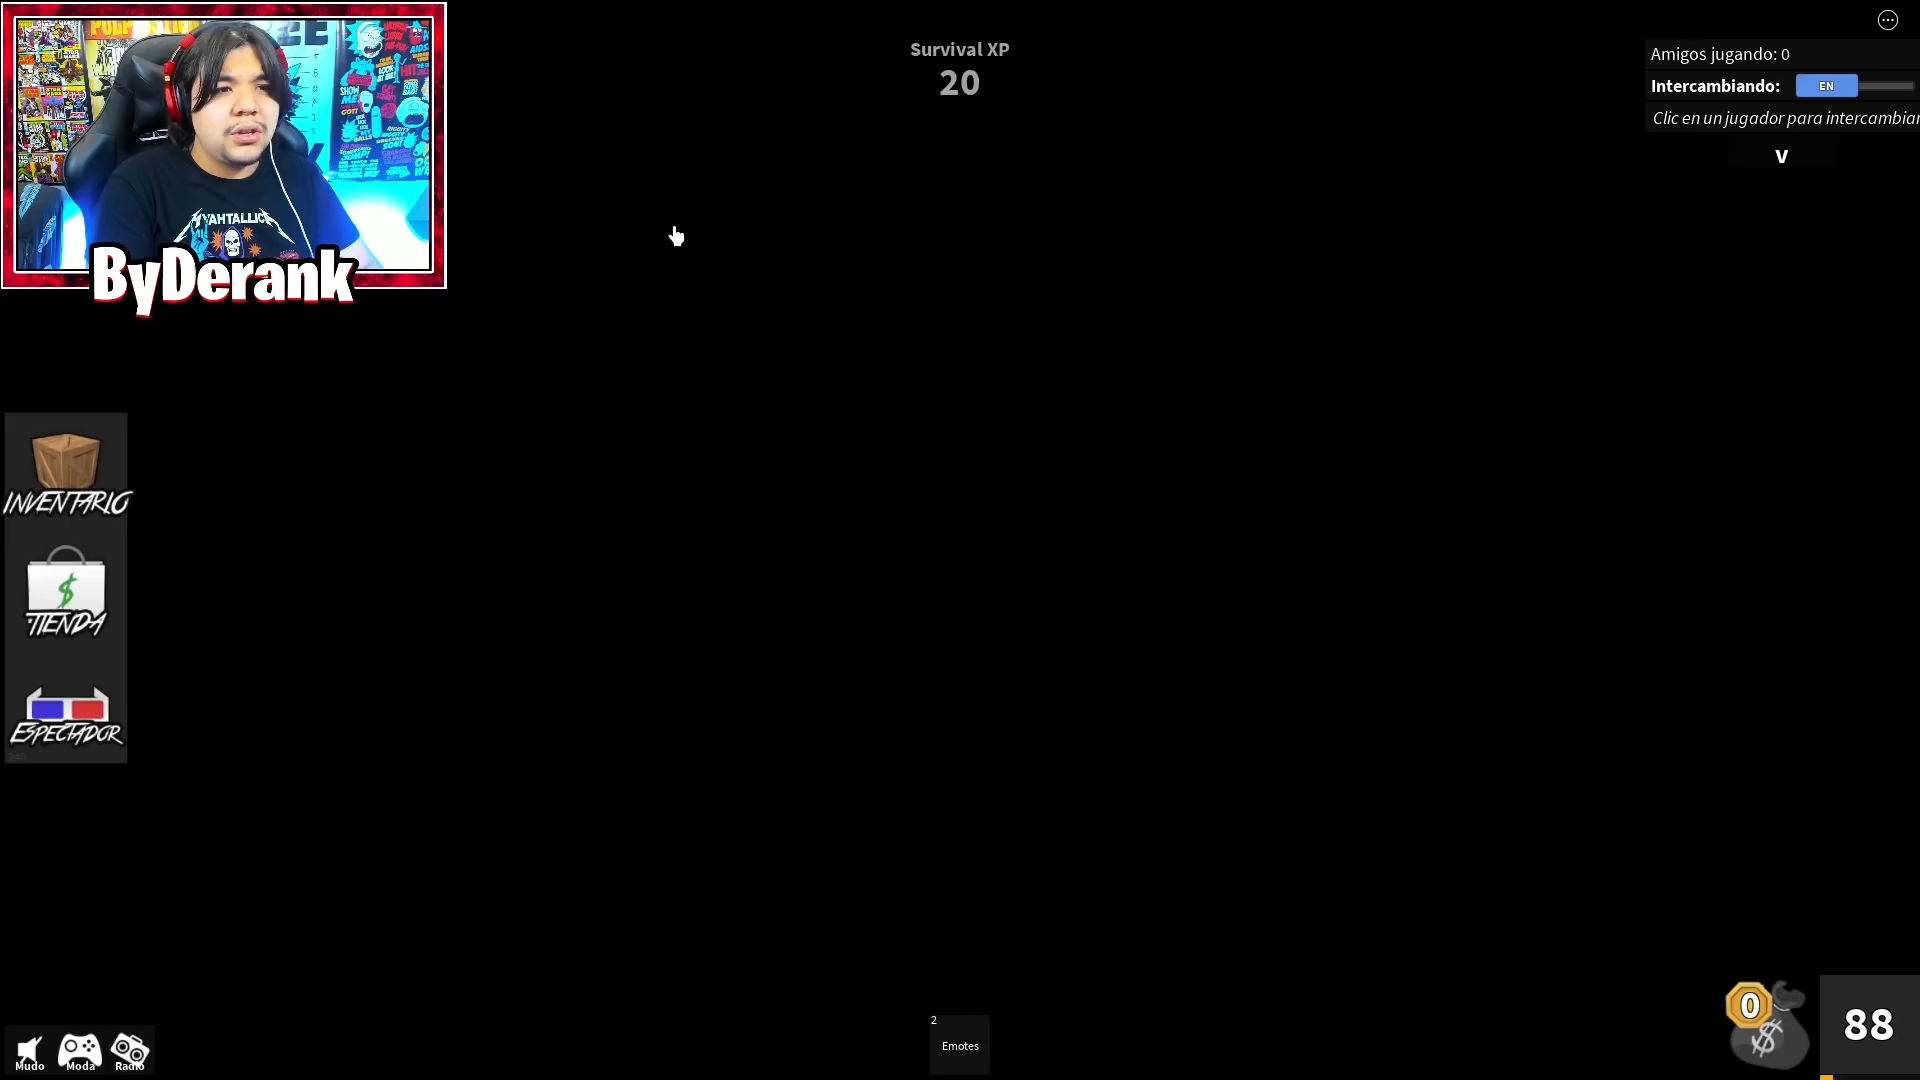 YAHTALLICA
ByDerank
Survival XP
20
Amigos jugando: 0
Intercambiando: EN
Clic en un jugador para intercambiar
v
INVENTARIO
$
TIENDA
ESPECTADOR
Mudo Moda Radio
2
Emotes
0
$
88